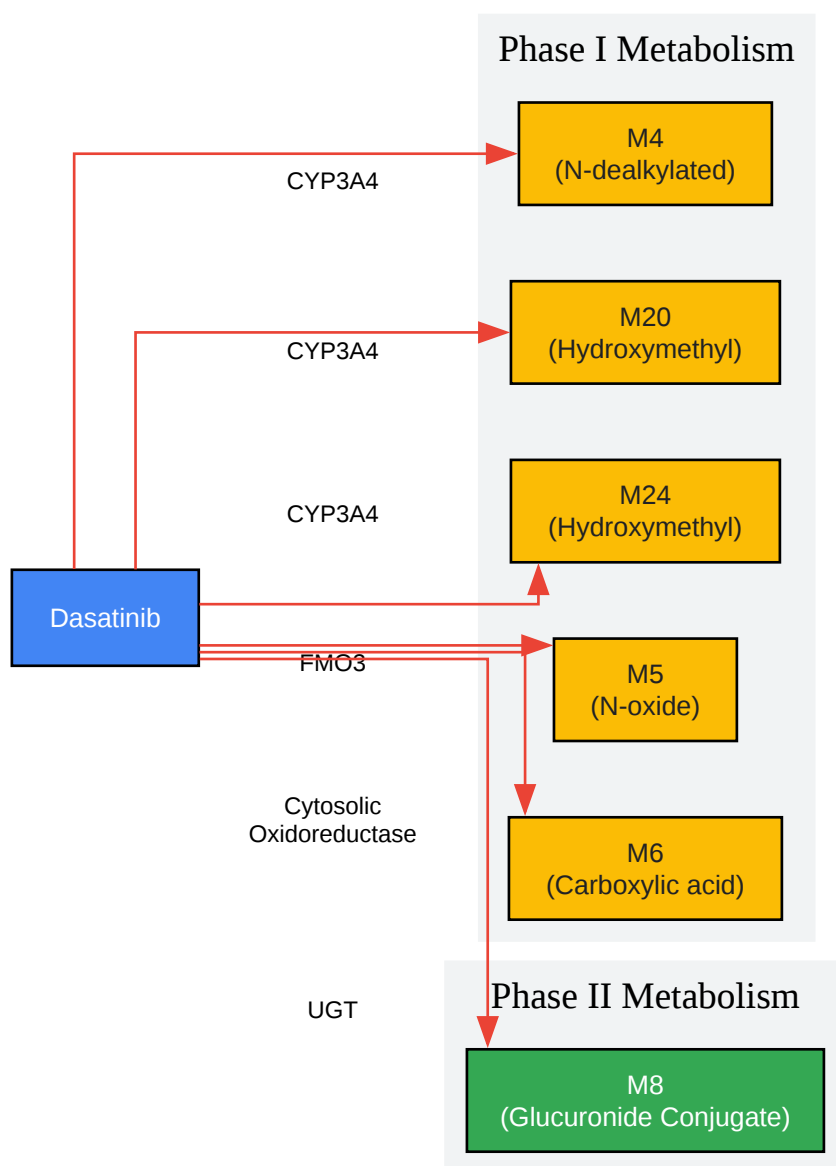 Phase I Metabolism
M4
(N-dealkylated)
CYP3A4
M20
(Hydroxymethyl)
CYP3A4
M24
(Hydroxymethyl)
CYP3A4
Dasatinib
FMO3
M5
(N-oxide)
Cytosolic
Oxidoreductase
M6
(Carboxylic acid)
Phase II Metabolism
UGT
M8
(Glucuronide Conjugate)